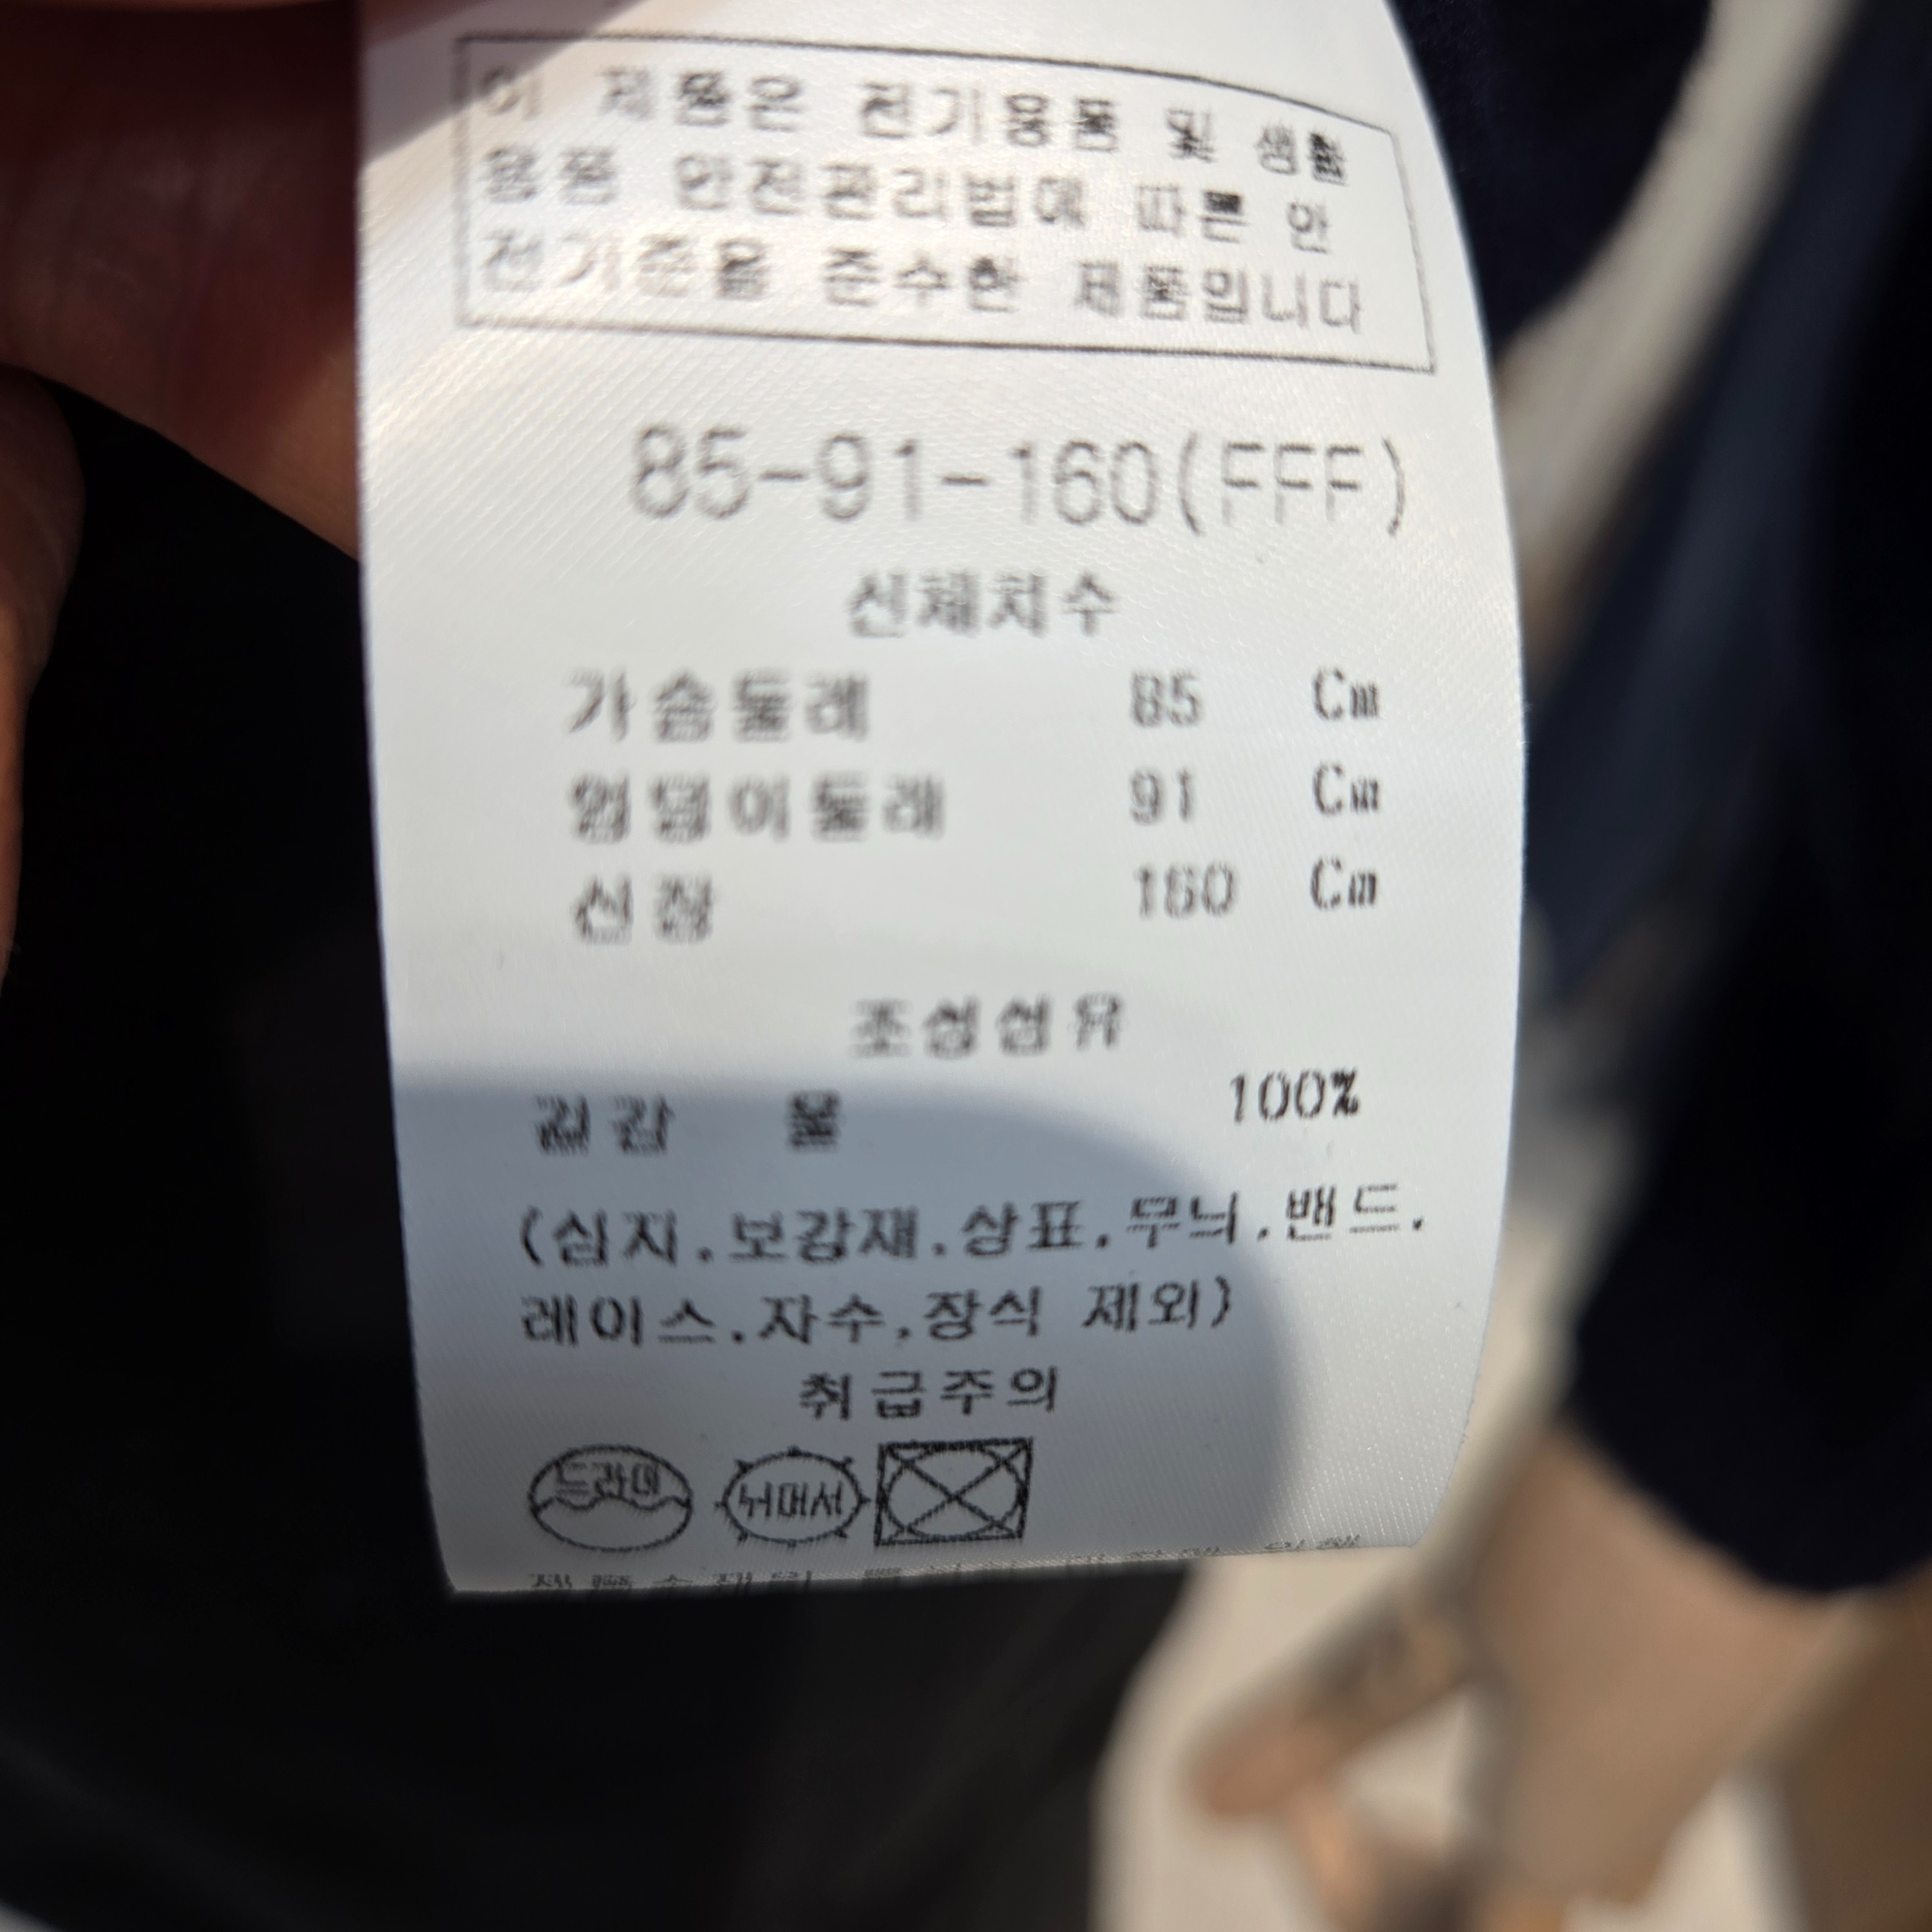 이 제품은 전기용품 및 생활
용품 안전관리법에 따른 안
전기준을 준수한 제품입니다
85-91-160(FFF)
신체치수
가슴둘레 85 Cm
엉덩이둘레 91 Cm
신장 160 Cm
조성섬유
겉감 울 100%
(심지.보강재.상표.무늬.밴드.
레이스.자수.장식 제외)
취급주의
드라이